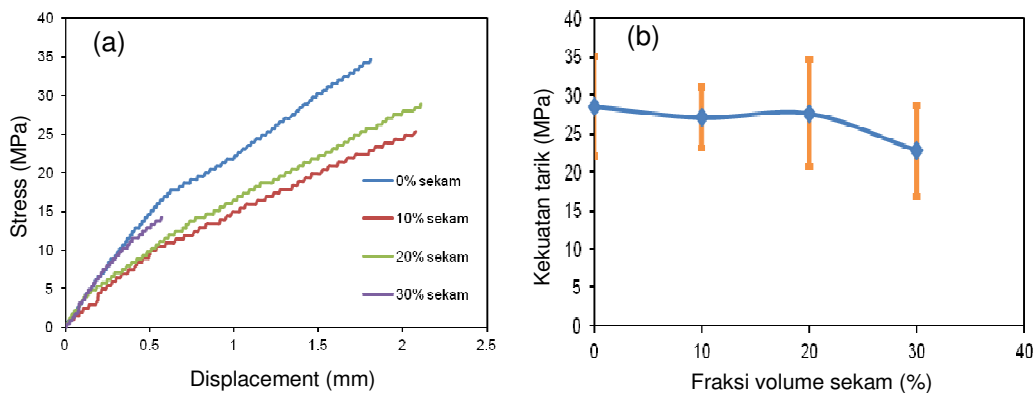 (a)
40
35
30
25
20
15
10
5
0
Stress (MPa)
0% sekam
10% sekam
20% sekam
30% sekam
0 0.5 1 1.5 2 2.5
Displacement (mm)
(b)
40
35
30
25
20
15
10
5
0
Kekuatan tarik (MPa)
0 10 20 30 40
Fraksi volume sekam (%)